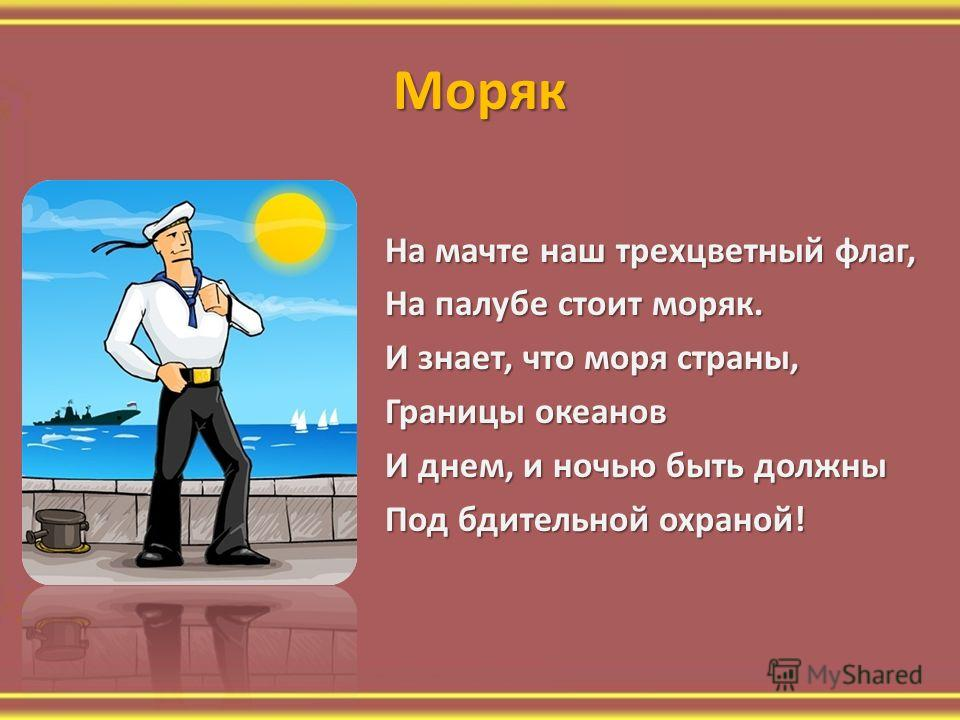 Моряк
На мачте наш трехцветный флаг,
На палубе стоит моряк.
И знает, что моря страны,
Границы океанов
И днем, и ночью быть должны
Под бдительной охраной!
MyShared